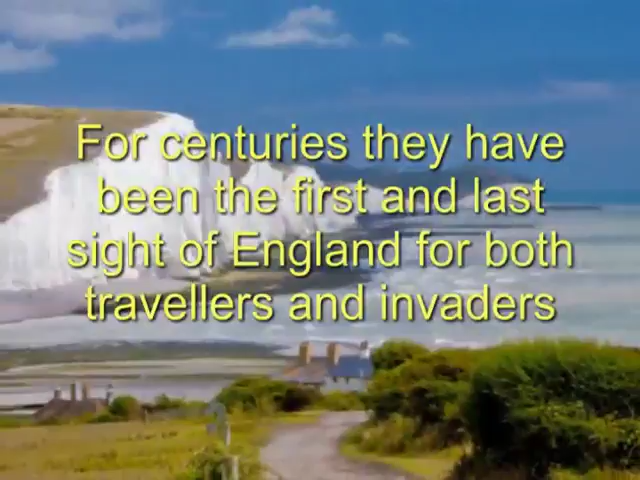 For centuries they have
been the first and last
sight of England for both
travellers and invaders